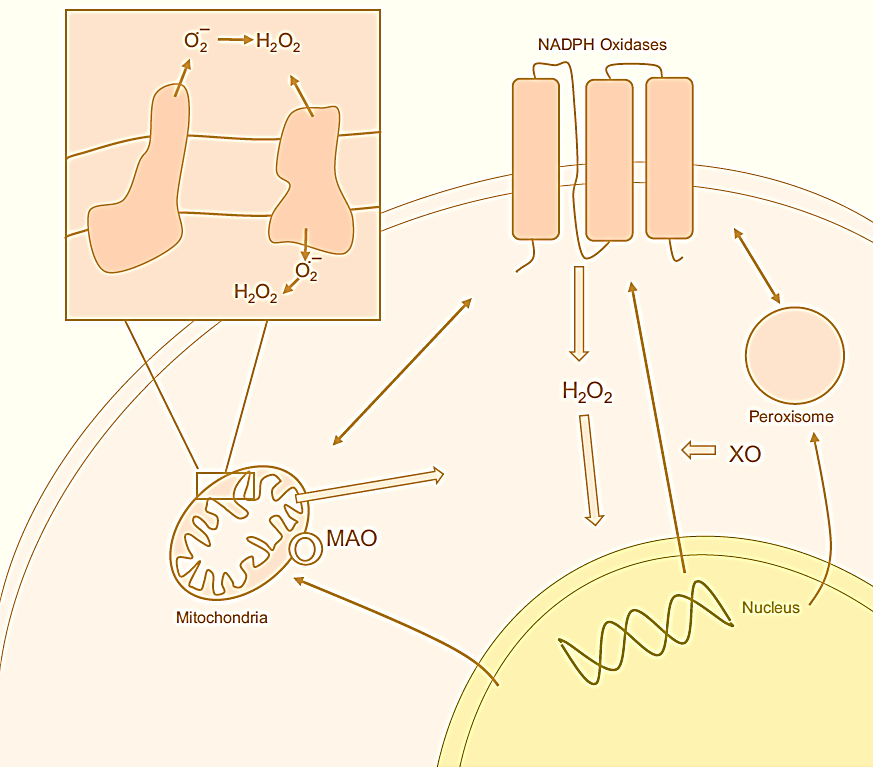 O₂⁻ H₂O₂
NADPH Oxidases
O₂⁻
H₂O₂
H₂O₂
Peroxisome
XO
MAO
Nucleus
Mitochondria